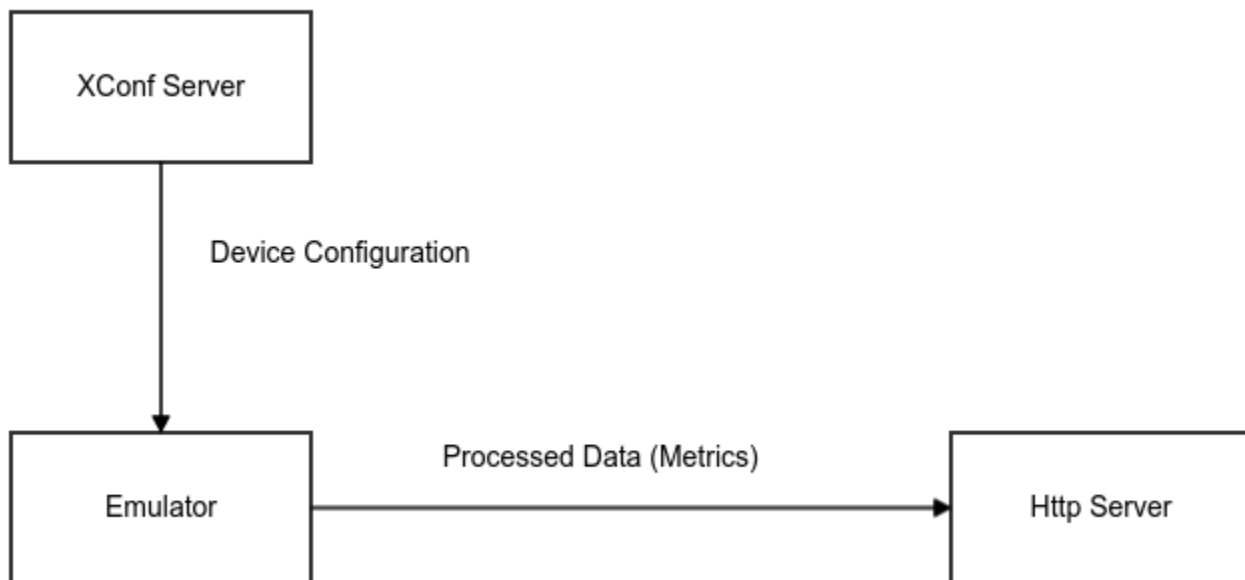 XConf Server
Device Configuration
Processed Data (Metrics)
Emulator
Http Server